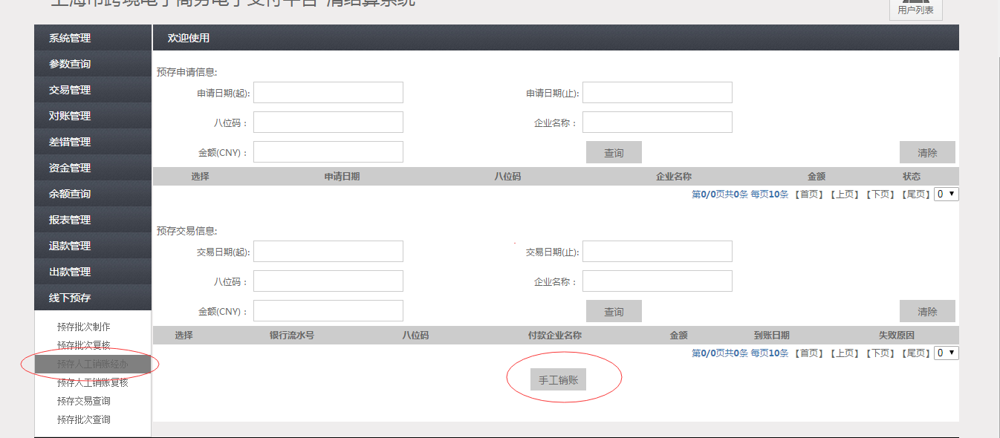 上海市跨境电子商务电子支付平台-清结算系统
用户列表
系统管理
参数查询
交易管理
对账管理
差错管理
资金管理
余额查询
报表管理
退款管理
出款管理
线下预存
预存批次制作
预存批次复核
预存人工销账经办
预存人工销账复核
预存交易查询
预存批次查询
欢迎使用
预存申请信息:
申请日期(起): 申请日期(止):
八位码: 企业名称:
金额(CNY): 查询 清除
选择 申请日期 八位码 企业名称 金额 状态
第0/0页共0条 每页10条 【首页】【上页】【下页】【尾页】 0
预存交易信息:
交易日期(起): 交易日期(止):
八位码: 企业名称:
金额(CNY): 查询 清除
选择 银行流水号 八位码 付款企业名称 金额 到账日期 失败原因
第0/0页共0条 每页10条 【首页】【上页】【下页】【尾页】 0
手工销账